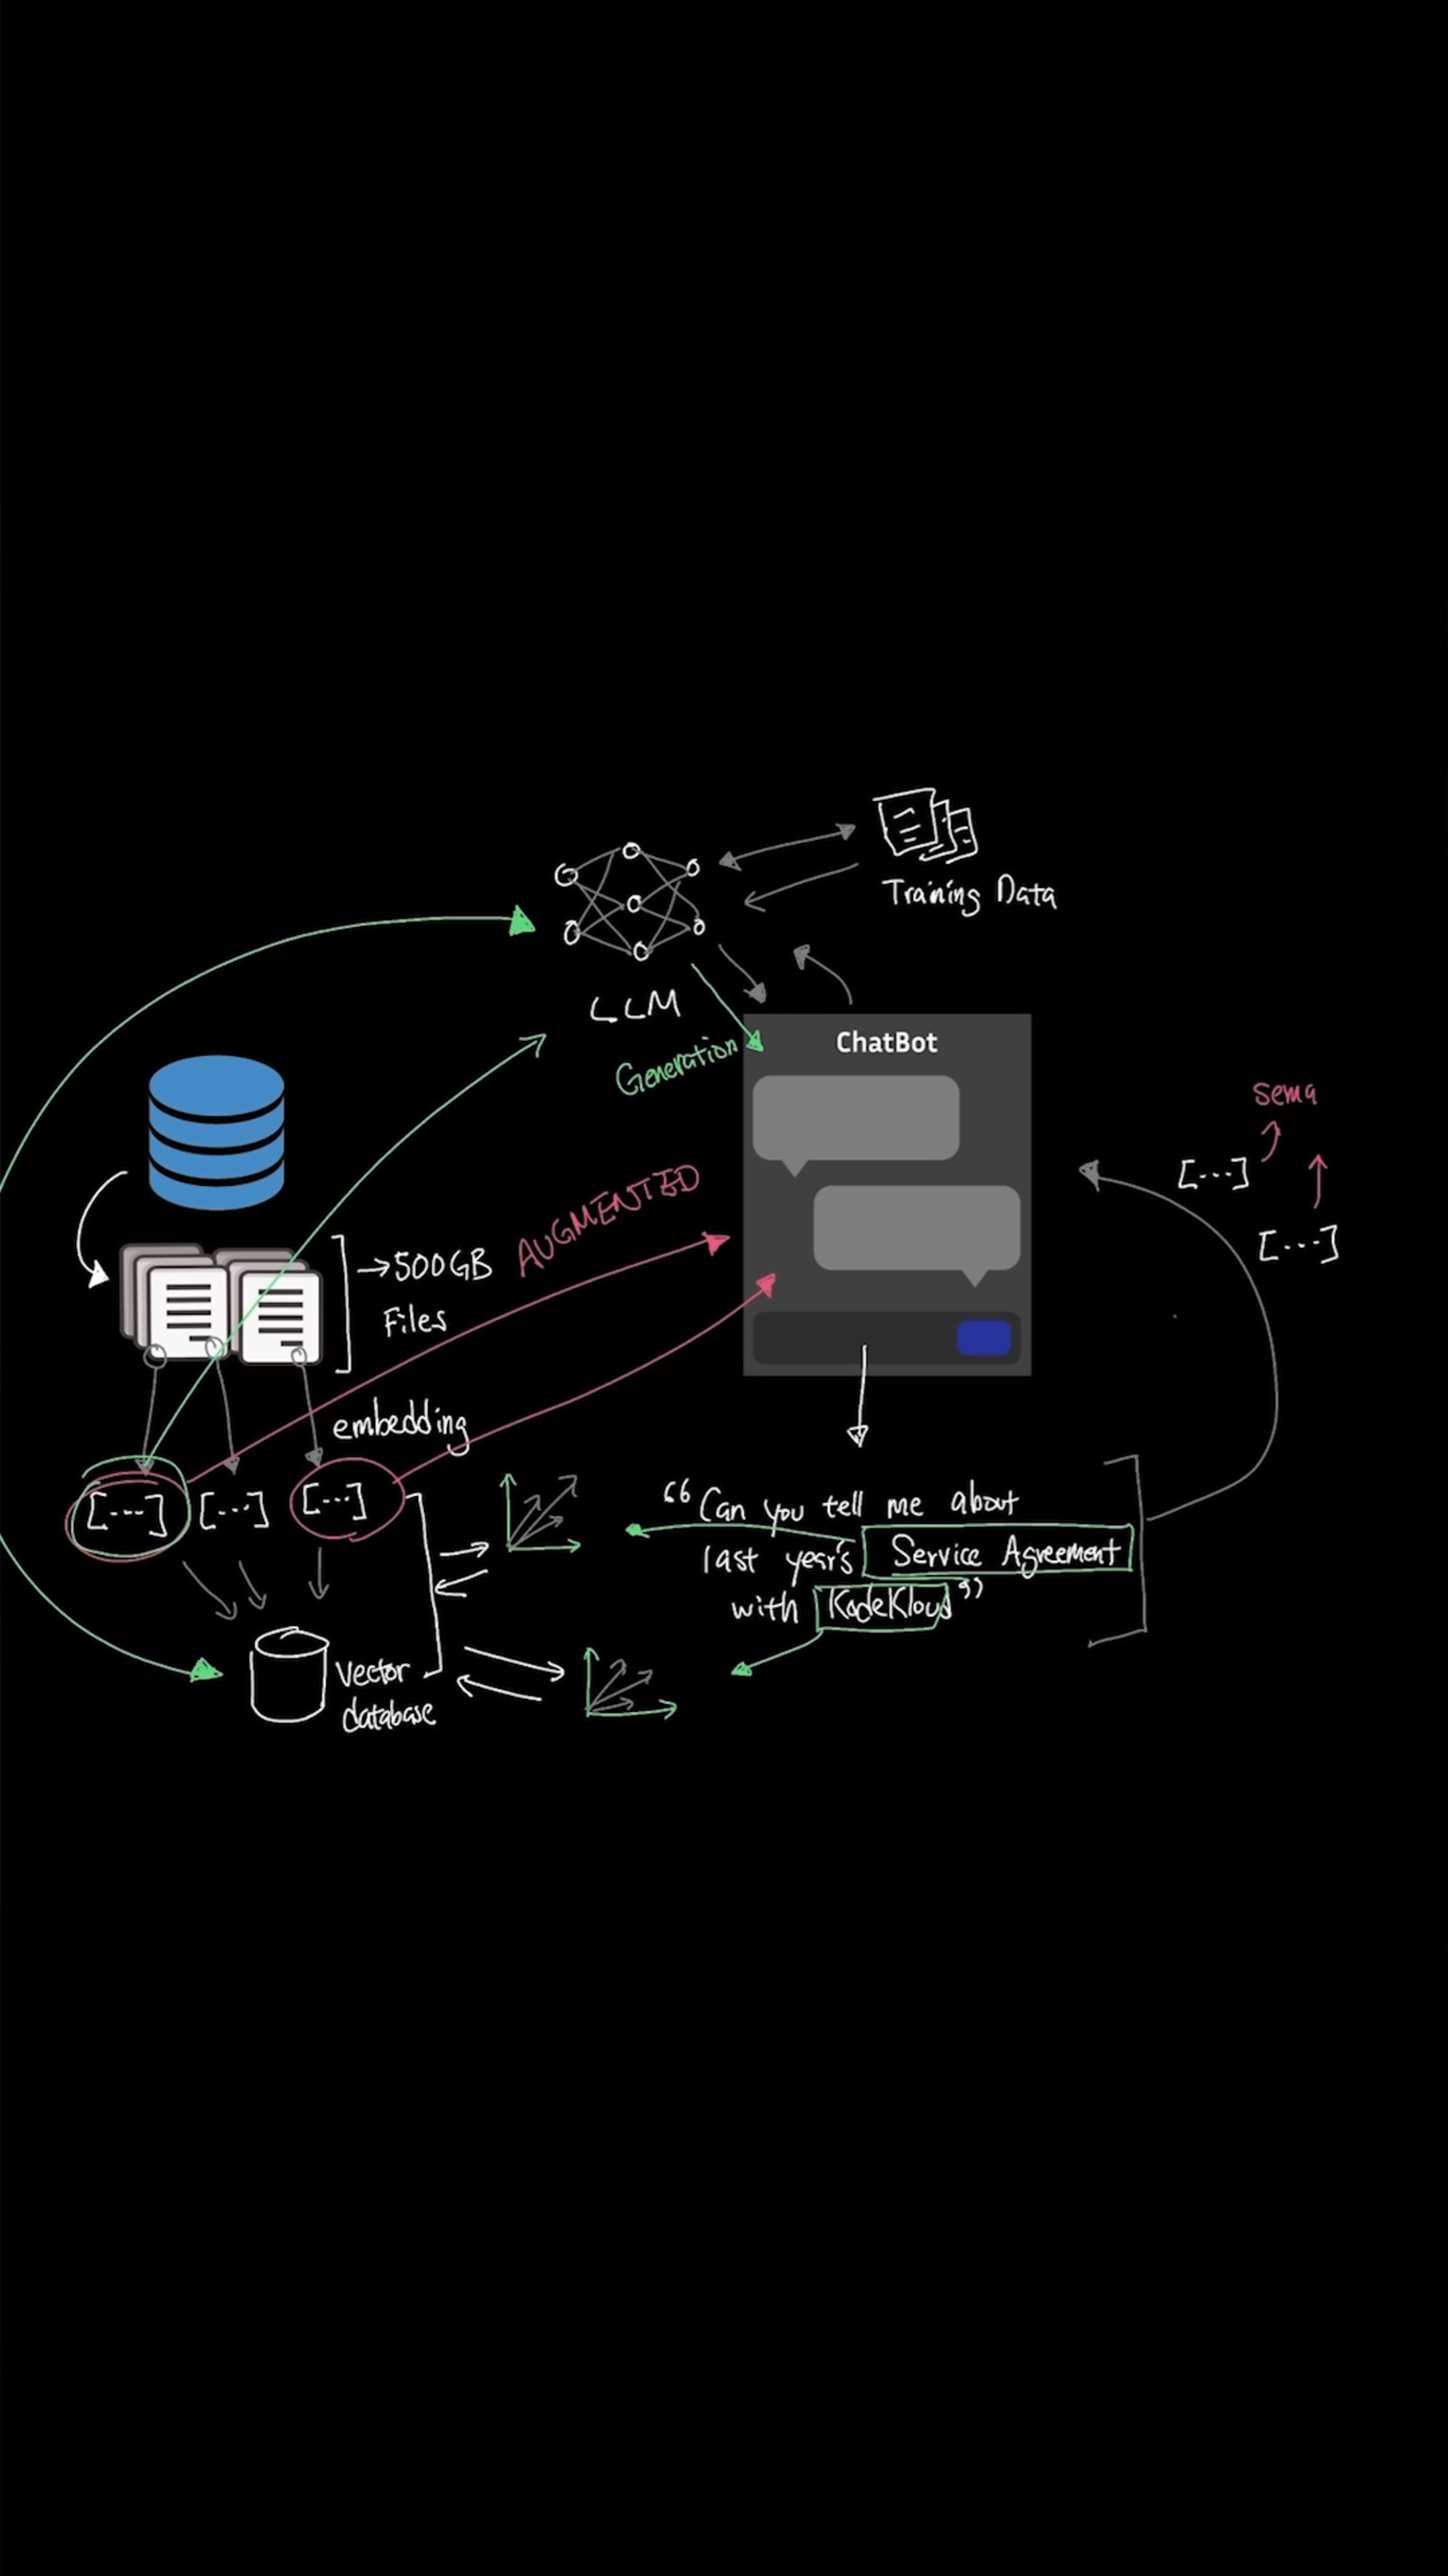 Training Data
LLM
Generation
ChatBot
sema
[---]
[---]
AUGMENTED
→500GB
Files
embedding
[---] [---] [---]
“Can you tell me about
last year's Service Agreement
with KodeKloud”
vector
database